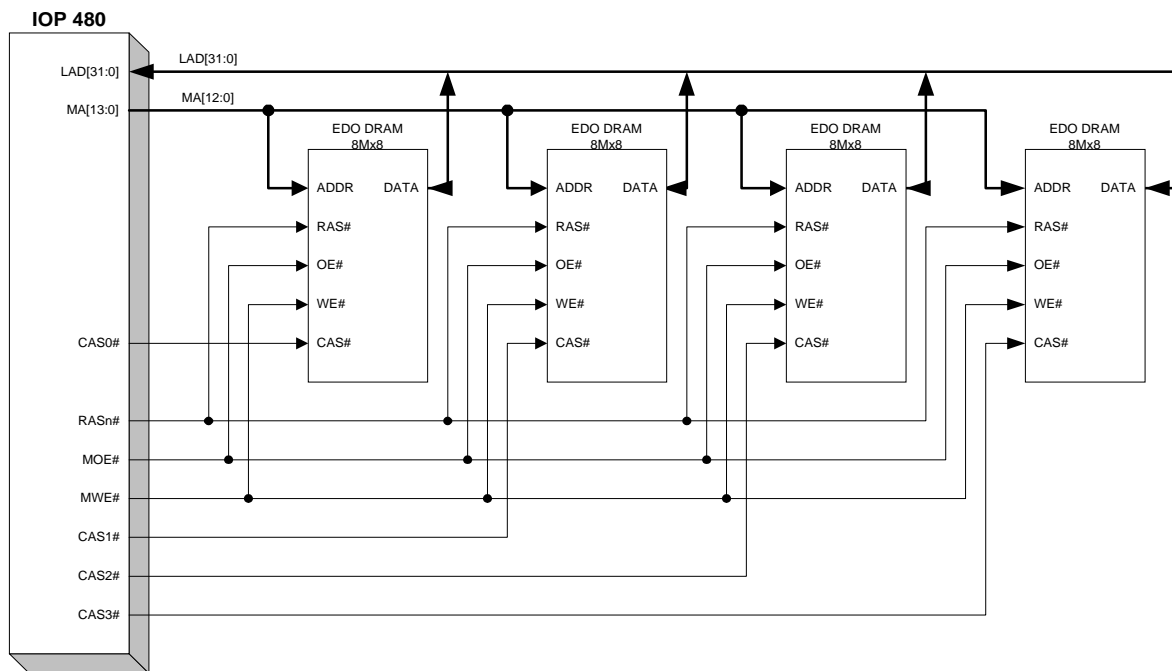 IOP 480
LAD[31:0]
LAD[31:0]
MA[13:0]
MA[12:0]
EDO DRAM
8Mx8
EDO DRAM
8Mx8
EDO DRAM
8Mx8
EDO DRAM
8Mx8
ADDR DATA
ADDR DATA
ADDR DATA
ADDR DATA
RAS#
RAS#
RAS#
RAS#
OE#
OE#
OE#
OE#
WE#
WE#
WE#
WE#
CAS0#
CAS#
CAS#
CAS#
CAS#
RASn#
MOE#
MWE#
CAS1#
CAS2#
CAS3#